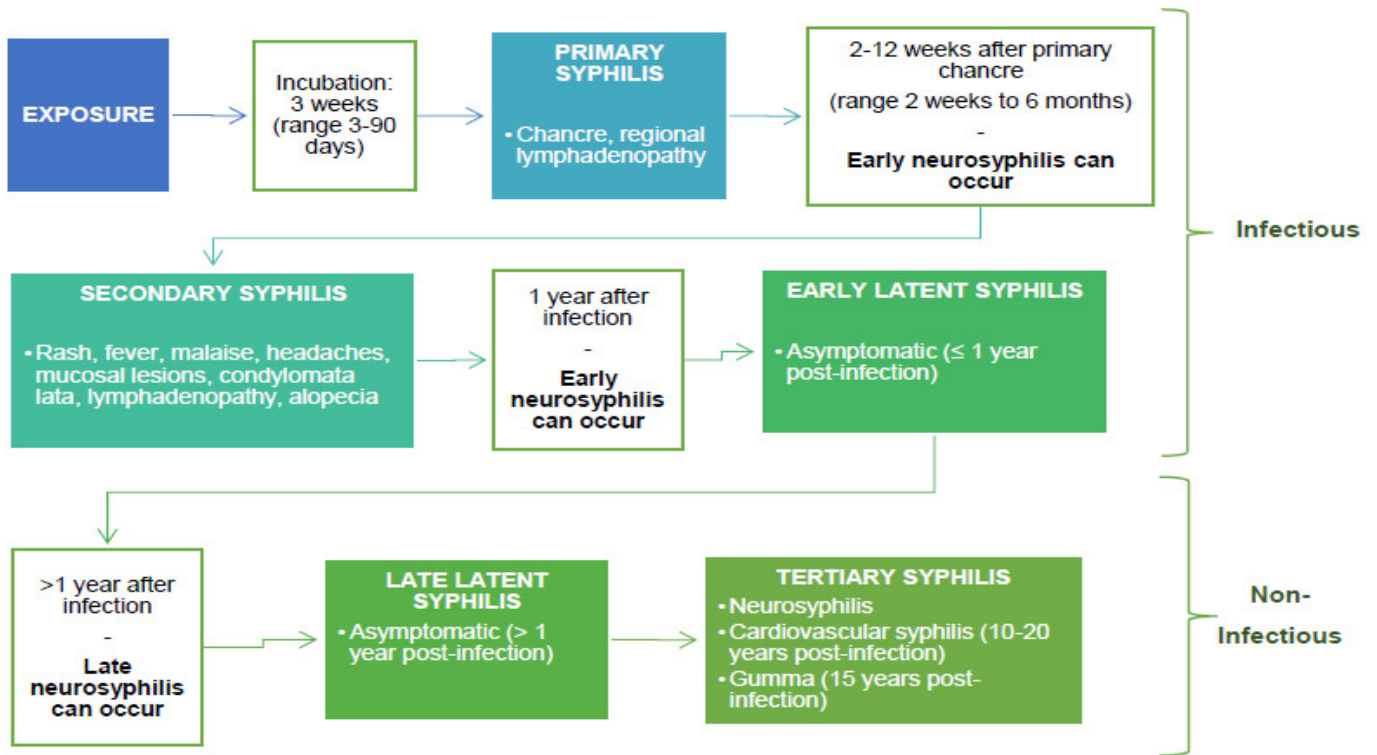 EXPOSURE
Incubation:
3 weeks
(range 3-90
days)
PRIMARY
SYPHILIS
• Chancre, regional
lymphadenopathy
2-12 weeks after primary
chancre
(range 2 weeks to 6 months)
-
Early neurosyphilis can
occur
Infectious
SECONDARY SYPHILIS
• Rash, fever, malaise, headaches,
mucosal lesions, condylomata
lata, lymphadenopathy, alopecia
1 year after
infection
-
Early
neurosyphilis
can occur
EARLY LATENT SYPHILIS
• Asymptomatic (≤ 1 year
post-infection)
>1 year after
infection
-
Late
neurosyphilis
can occur
LATE LATENT
SYPHILIS
• Asymptomatic (> 1
year post-infection)
TERTIARY SYPHILIS
• Neurosyphilis
• Cardiovascular syphilis (10-20
years post-infection)
• Gumma (15 years post-
infection)
Non-
Infectious